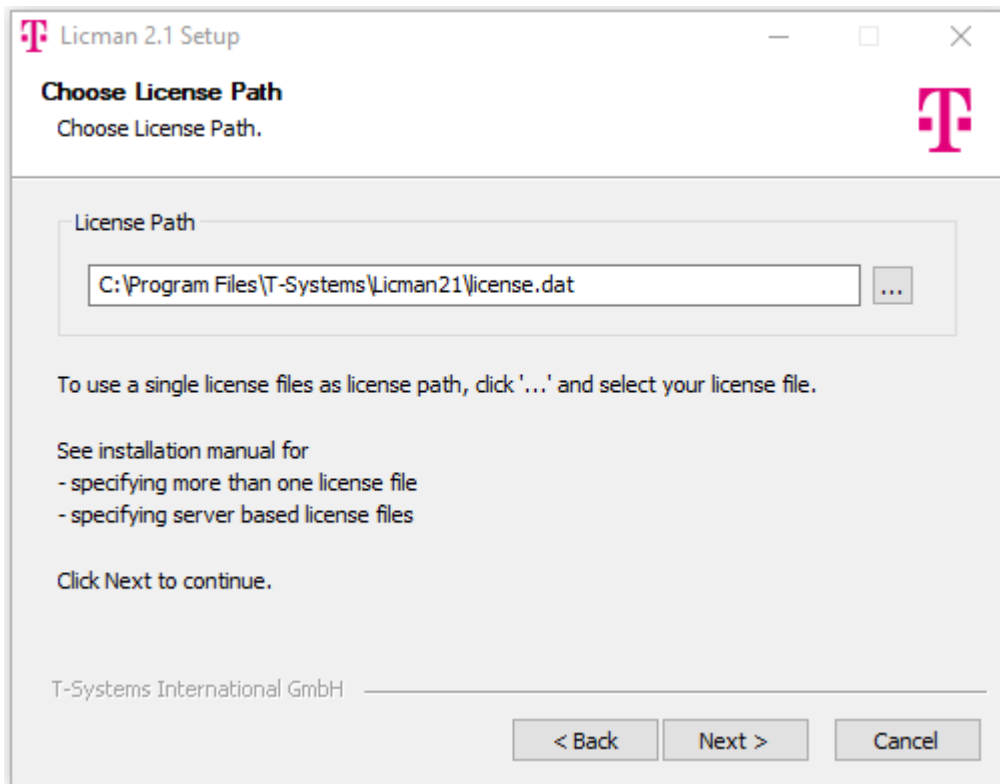 Licman 2.1 Setup
Choose License Path
Choose License Path.
License Path
C:\Program Files\T-Systems\Licman21\license.dat
...
To use a single license files as license path, click '...' and select your license file.
See installation manual for
- specifying more than one license file
- specifying server based license files
Click Next to continue.
T-Systems International GmbH
< Back Next > Cancel